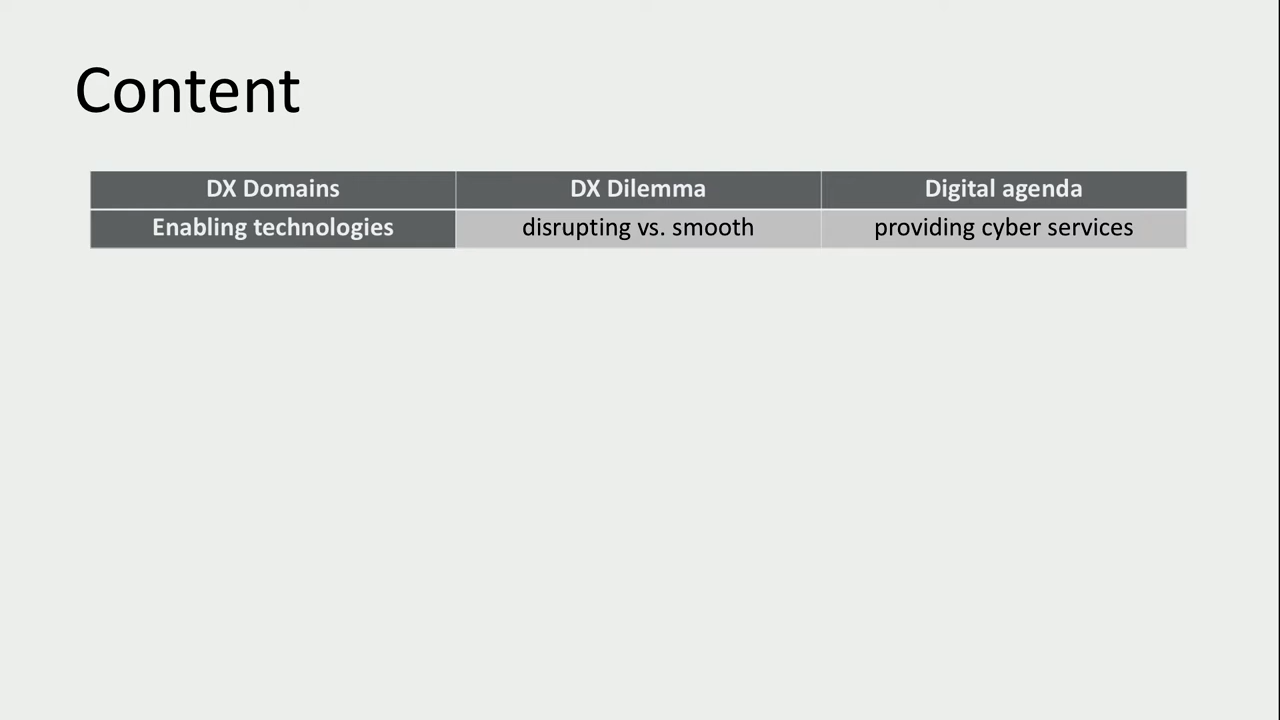 Content
DX Domains DX Dilemma Digital agenda
Enabling technologies disrupting vs. smooth providing cyber services